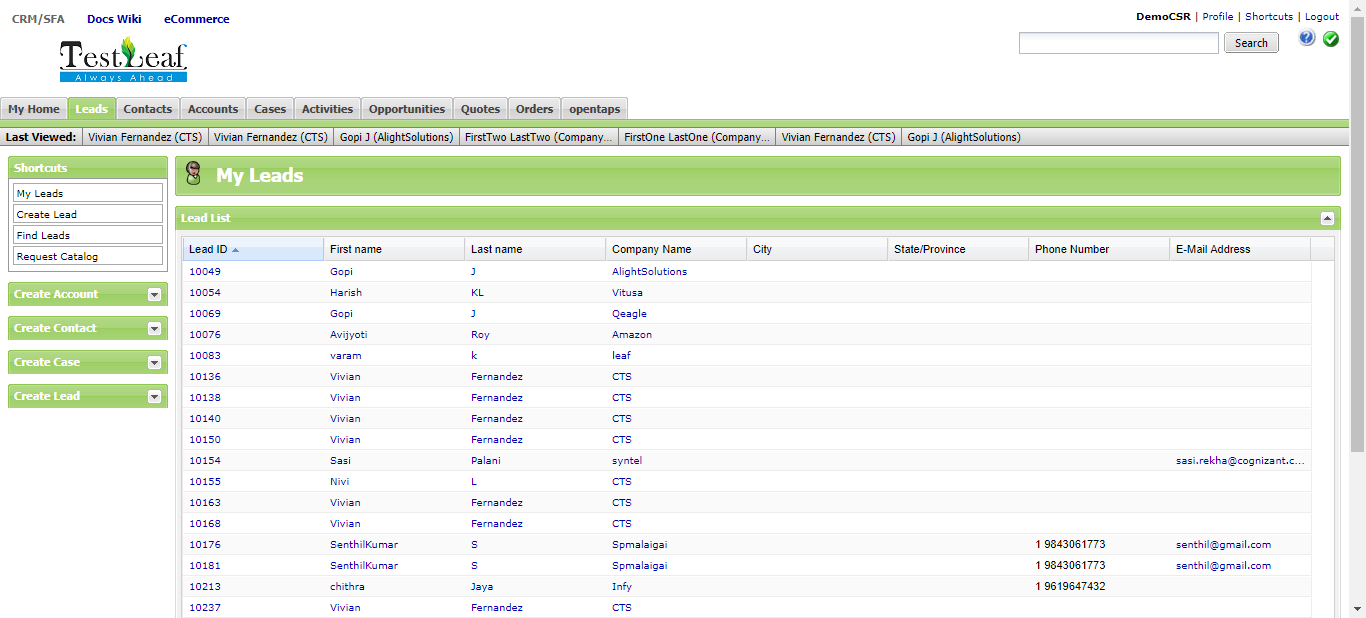 CRM/SFA Docs Wiki eCommerce
DemoCSR | Profile | Shortcuts | Logout
TestLeaf
Always Ahead
Search
My Home Leads Contacts Accounts Cases Activities Opportunities Quotes Orders opentaps
Last Viewed: Vivian Fernandez (CTS) Vivian Fernandez (CTS) Gopi J (AlightSolutions) FirstTwo LastTwo (Company... FirstOne LastOne (Company... Vivian Fernandez (CTS) Gopi J (AlightSolutions)
Shortcuts
My Leads
Create Lead
Find Leads
Request Catalog
Create Account
Create Contact
Create Case
Create Lead
My Leads
Lead List
Lead ID First name Last name Company Name City State/Province Phone Number E-Mail Address
10049 Gopi J AlightSolutions
10054 Harish KL Vitusa
10069 Gopi J Qeagle
10076 Avijyoti Roy Amazon
10083 varam k leaf
10136 Vivian Fernandez CTS
10138 Vivian Fernandez CTS
10140 Vivian Fernandez CTS
10150 Vivian Fernandez CTS
10154 Sasi Palani syntel sasi.rekha@cognizant.c...
10155 Nivi L CTS
10163 Vivian Fernandez CTS
10168 Vivian Fernandez CTS
10176 SenthilKumar S Spmalaigai 1 9843061773 senthil@gmail.com
10181 SenthilKumar S Spmalaigai 1 9843061773 senthil@gmail.com
10213 chithra Jaya Infy 1 9619647432
10237 Vivian Fernandez CTS